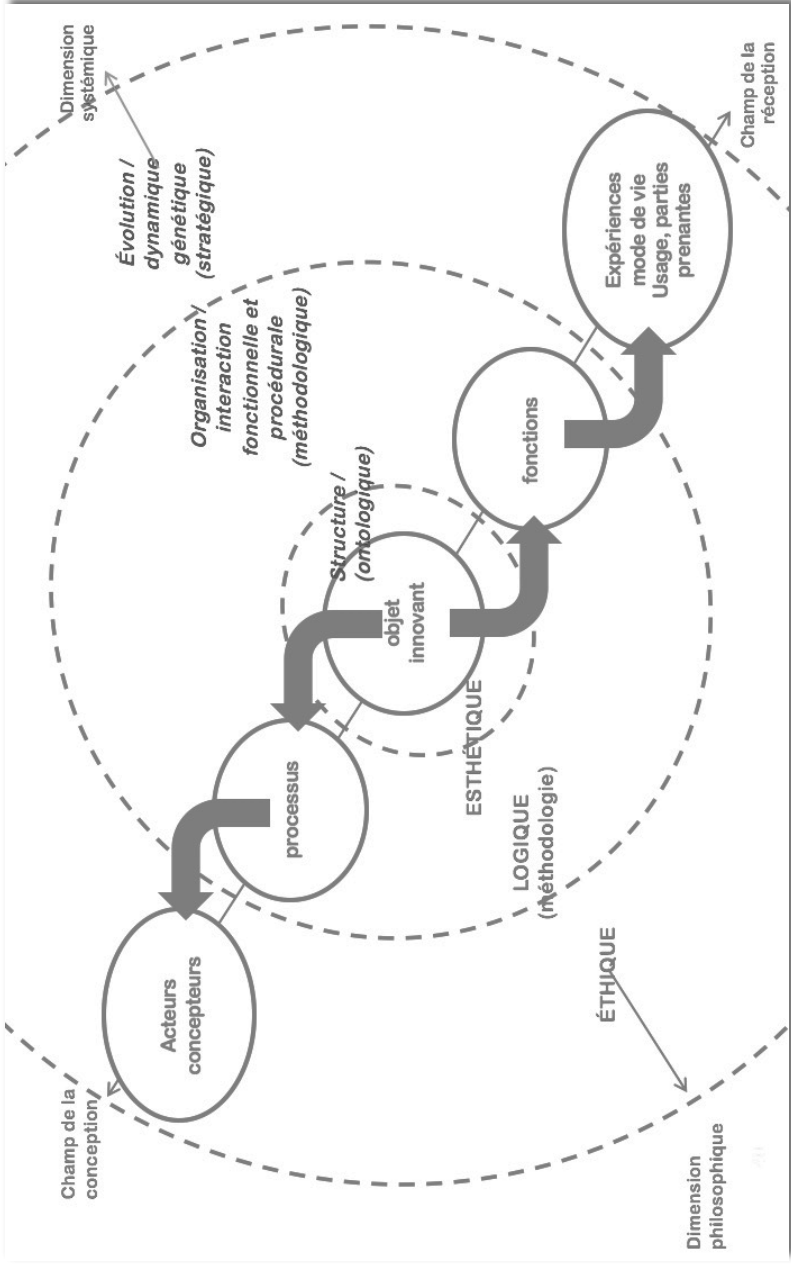 Champ de la
conception
Acteurs
concepteurs
processus
objet
innovant
fonctions
Expériences
mode de vie
Usage, parties
prenantes
Champ de la
réception
Dimension
systémique
Évolution /
dynamique
génétique
(stratégique)
Organisation /
interaction
fonctionnelle et
procédurale
(méthodologique)
Structure /
(ontologique)
ESTHÉTIQUE
LOGIQUE
(méthodologie)
ÉTHIQUE
Dimension
philosophique